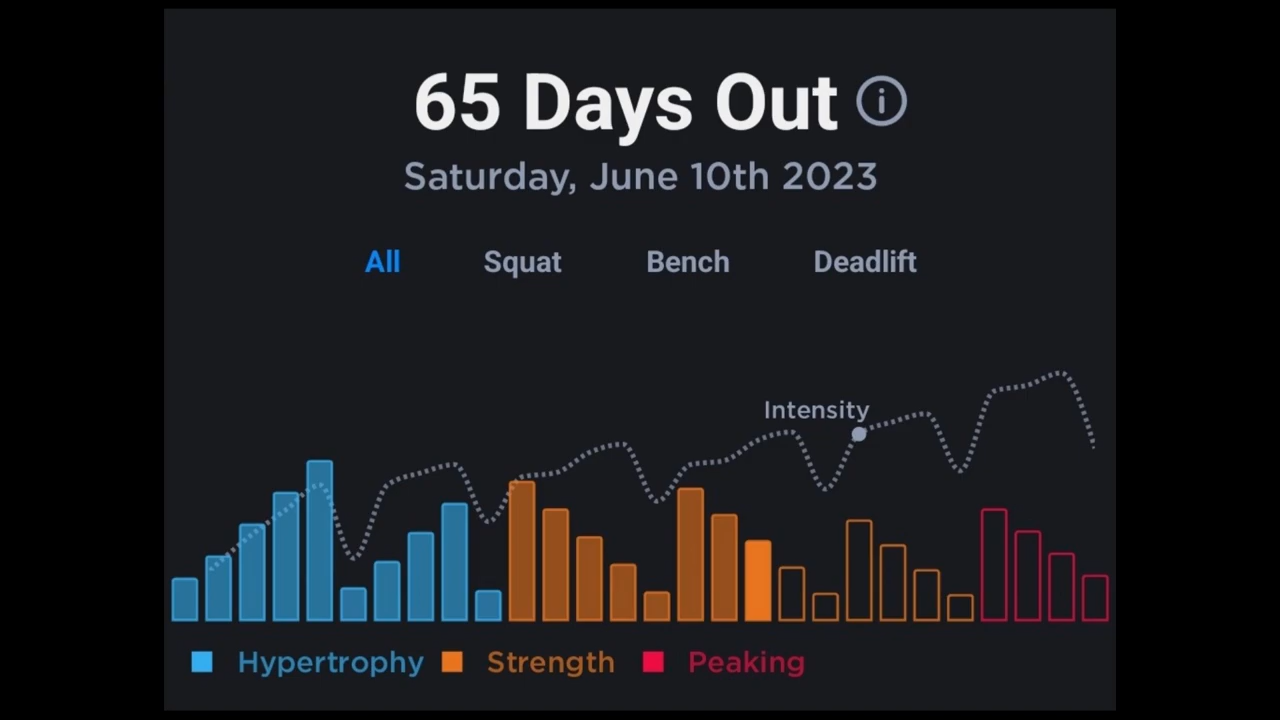 65 Days Out
Saturday, June 10th 2023
All Squat Bench Deadlift
Intensity
Hypertrophy Strength Peaking